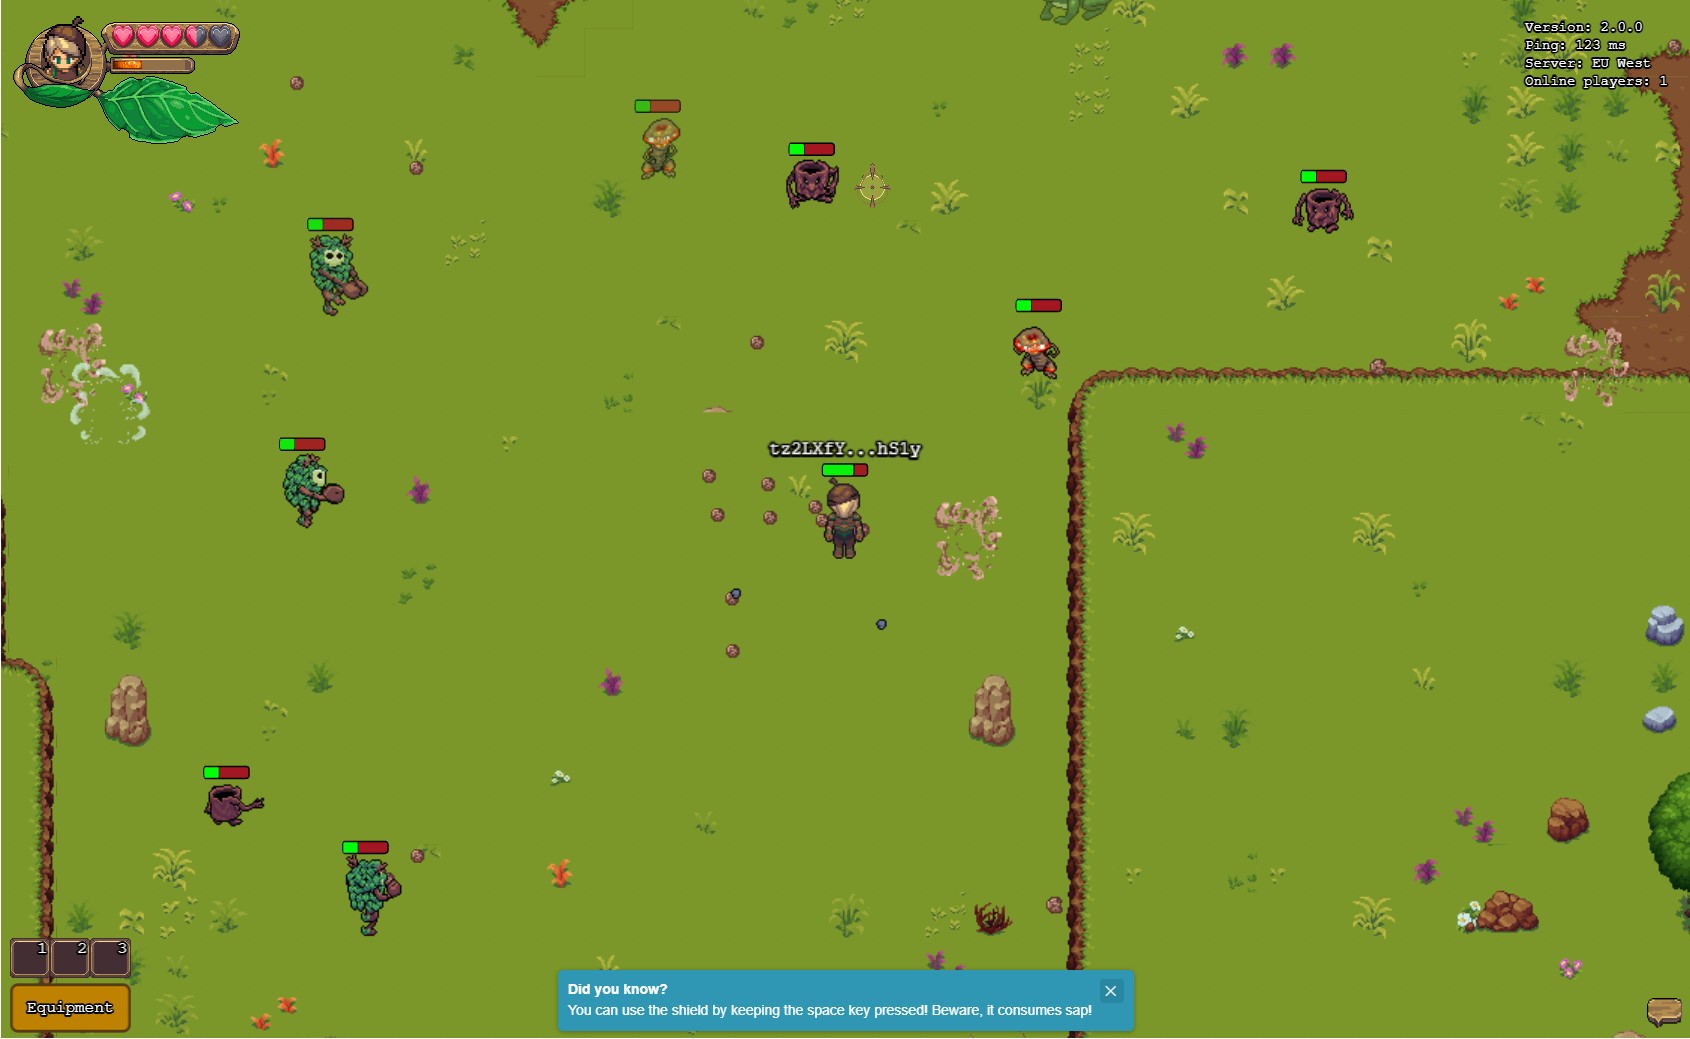 Version: 2.0.0
Ping: 123 ms
Server: EU West
Online players: 1
tz2LXfY...hS1y
1 2 3
Equipment
Did you know?
You can use the shield by keeping the space key pressed! Beware, it consumes sap!